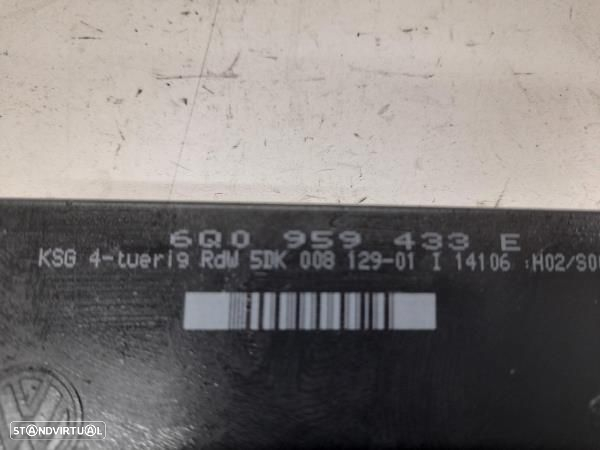 6Q0 959 433 E
KSG 4-tuerig RdW 5DK 008 129-01 I 14106 :H02/S0
STANDVIRTUAL